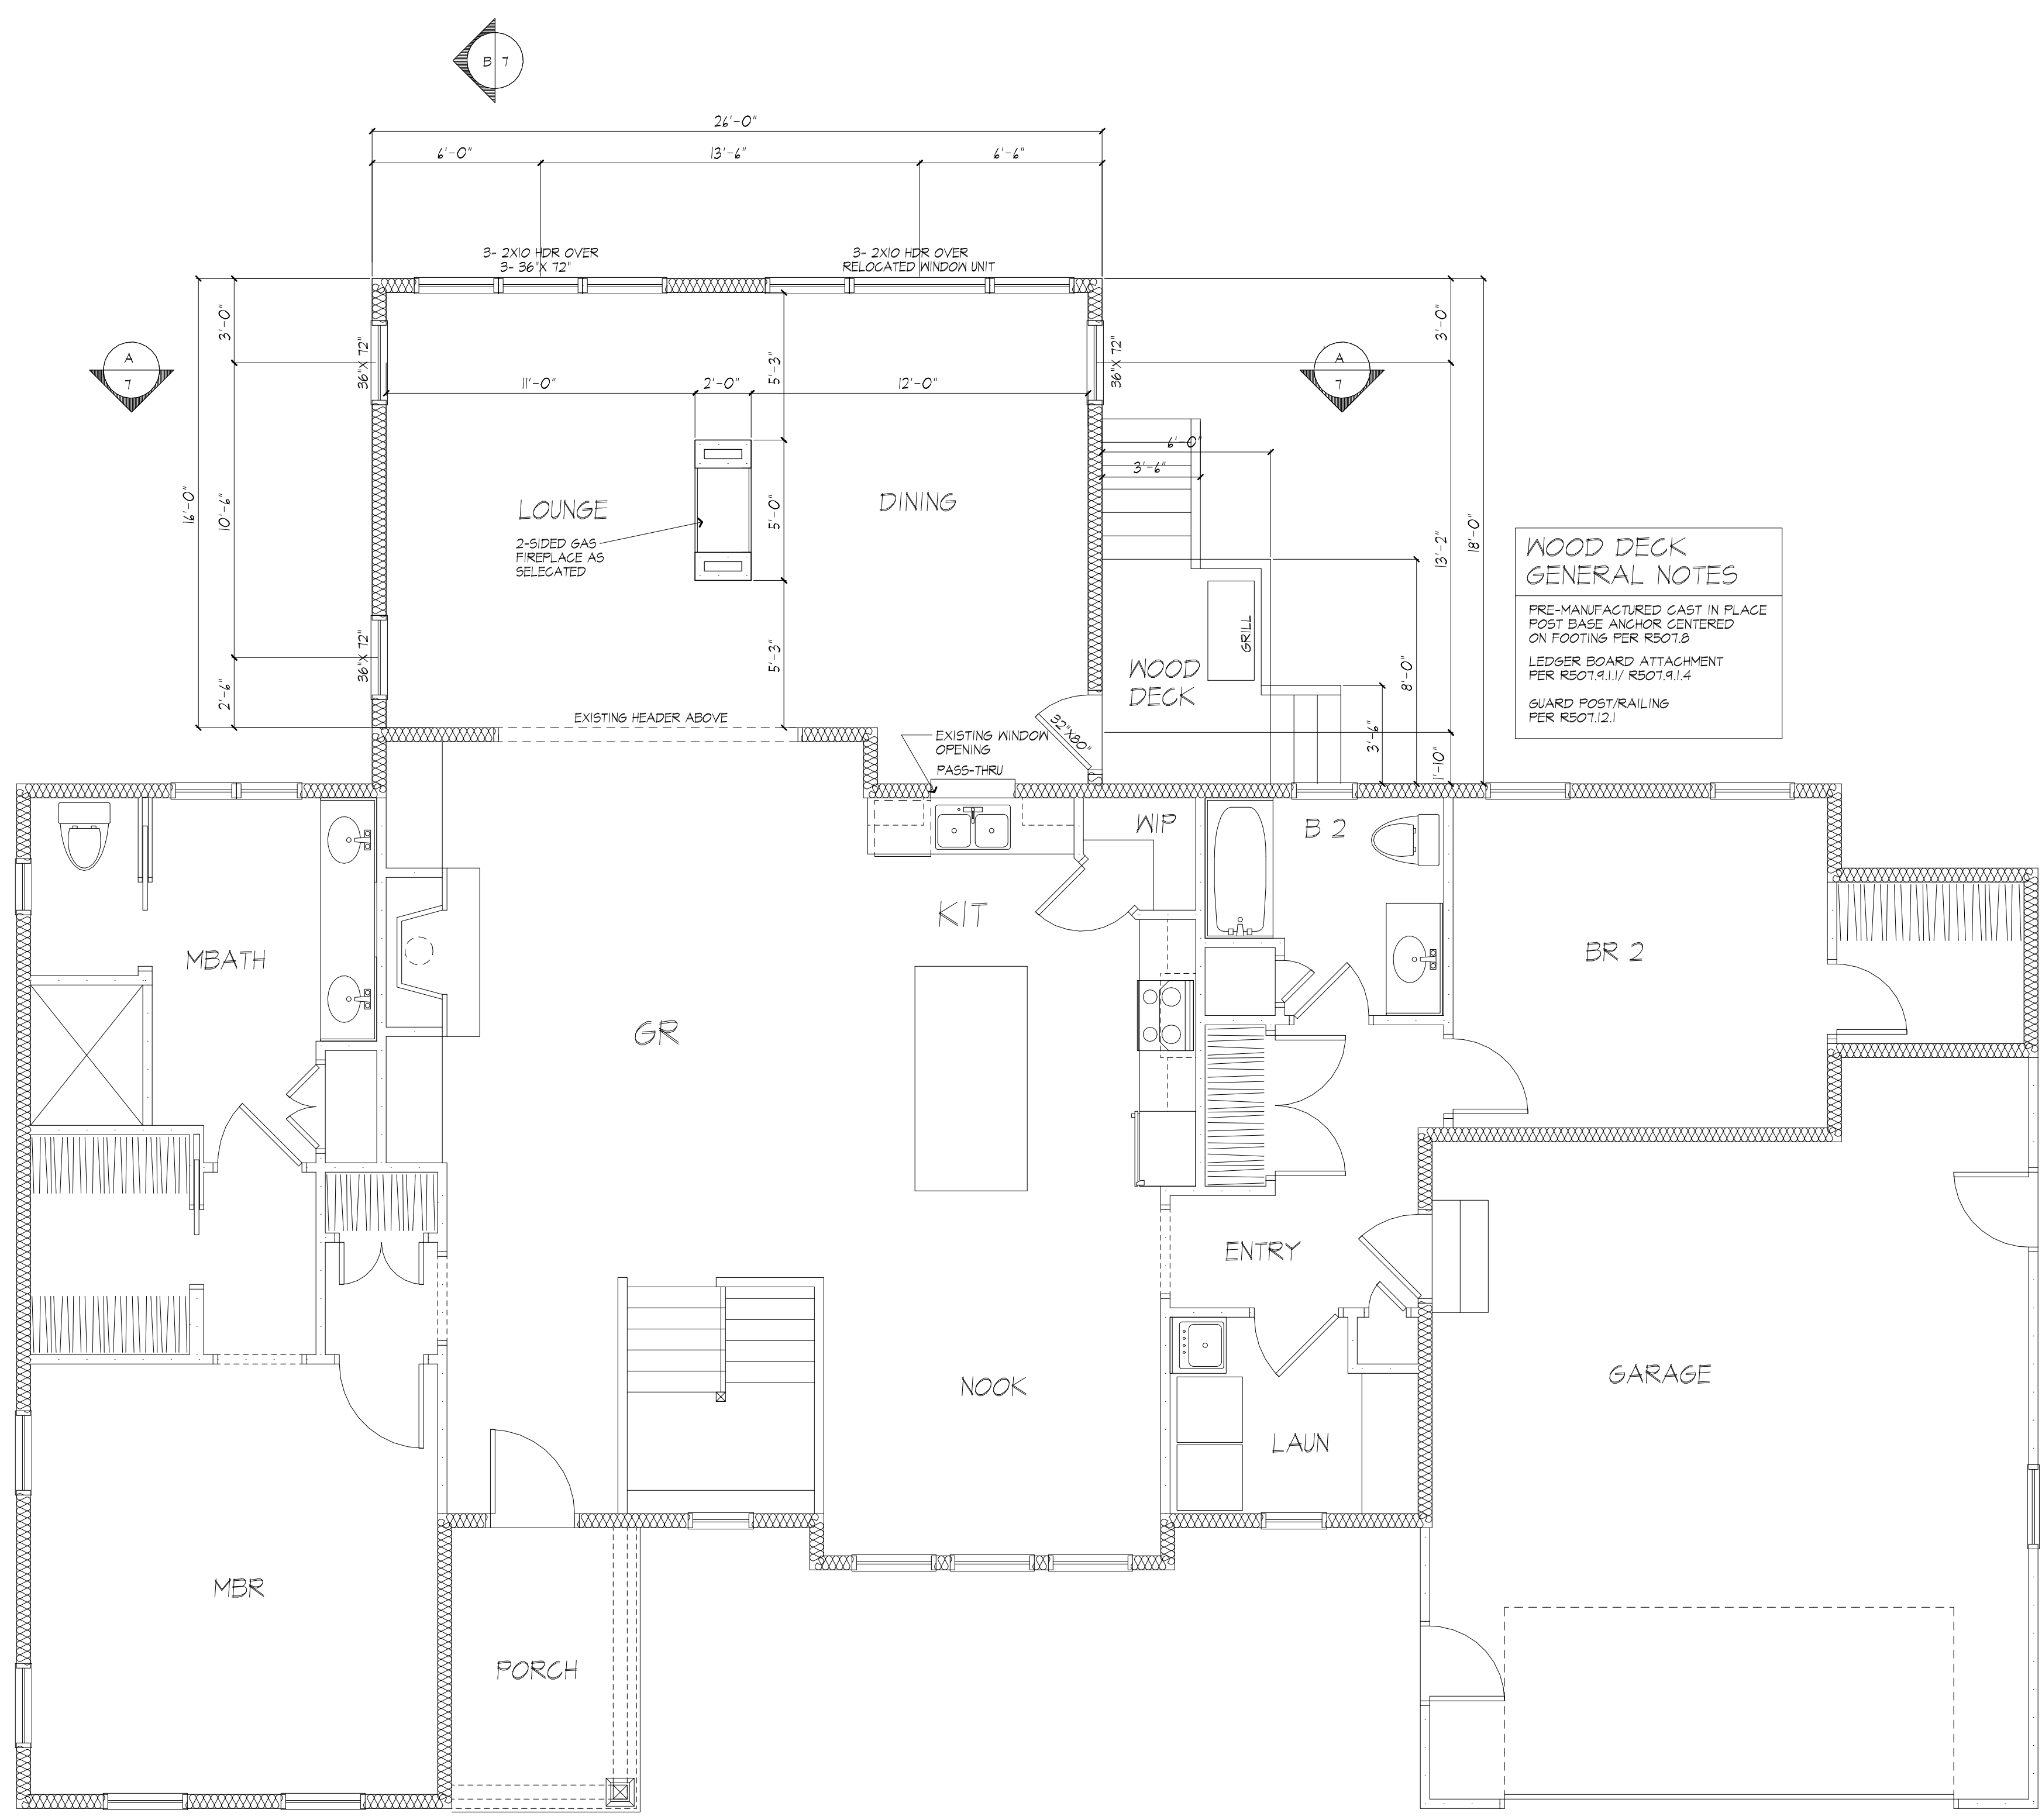 B 7
26'-0"
6'-0" 13'-6" 6'-6"
3- 2X10 HDR OVER
3- 36"X 72"
3- 2X10 HDR OVER
RELOCATED WINDOW UNIT
A
7
16'-0"
3'-0"
10'-6"
2'-6"
36"X 72"
36"X 72"
11'-0" 2'-0" 12'-0"
5'-3"
5'-0"
5'-3"
LOUNGE
2-SIDED GAS
FIREPLACE AS
SELECATED
DINING
36"X 72"
A
7
6'-0"
3'-6"
3'-0"
13'-2"
18'-0"
8'-0"
3'-6"
1'-10"
GRILL
WOOD
DECK
32"X80"
WOOD DECK
GENERAL NOTES
PRE-MANUFACTURED CAST IN PLACE
POST BASE ANCHOR CENTERED
ON FOOTING PER R507.8
LEDGER BOARD ATTACHMENT
PER R507.9.1.1/ R507.9.1.4
GUARD POST/RAILING
PER R507.12.1
EXISTING HEADER ABOVE
EXISTING WINDOW
OPENING
PASS-THRU
WIP
B 2
KIT
MBATH
GR
BR 2
ENTRY
NOOK
LAUN
GARAGE
MBR
PORCH